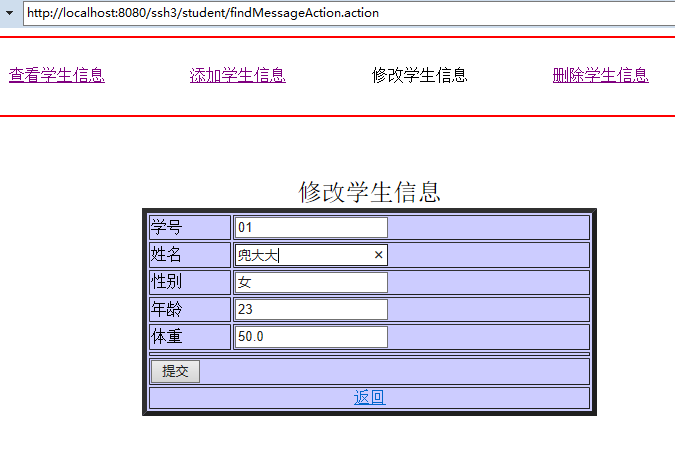 http://localhost:8080/ssh3/student/findMessageAction.action
查看学生信息 添加学生信息 修改学生信息 删除学生信息
修改学生信息
学号 01
姓名 兜大大 ×
性别 女
年龄 23
体重 50.0
提交
返回